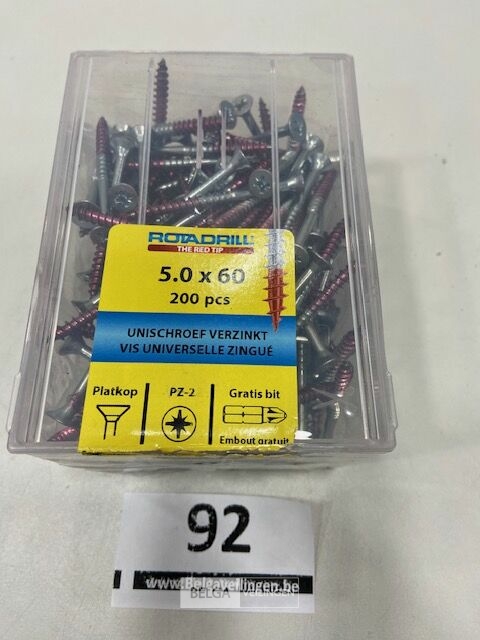 ROTADRILL
THE RED TIP
5.0 x 60
200 pcs
UNISCHROEF VERZINKT
VIS UNIVERSELLE ZINGUÉ
Platkop
PZ-2
Gratis bit
Embout gratuit
92
www.Belgaveilingen.be
BELGA VEILINGEN